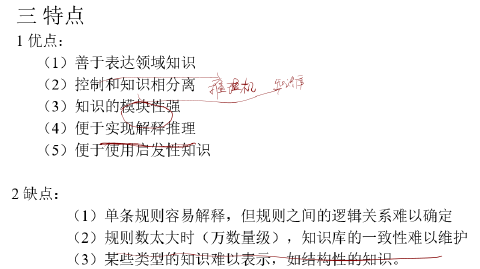 三 特点
1 优点：
（1）善于表达领域知识
（2）控制和知识相分离 推理机 知识库
（3）知识的模块性强
（4）便于实现解释推理
（5）便于使用启发性知识
2 缺点：
（1）单条规则容易解释，但规则之间的逻辑关系难以确定
（2）规则数太大时（万数量级），知识库的一致性难以维护
（3）某些类型的知识难以表示，如结构性的知识。